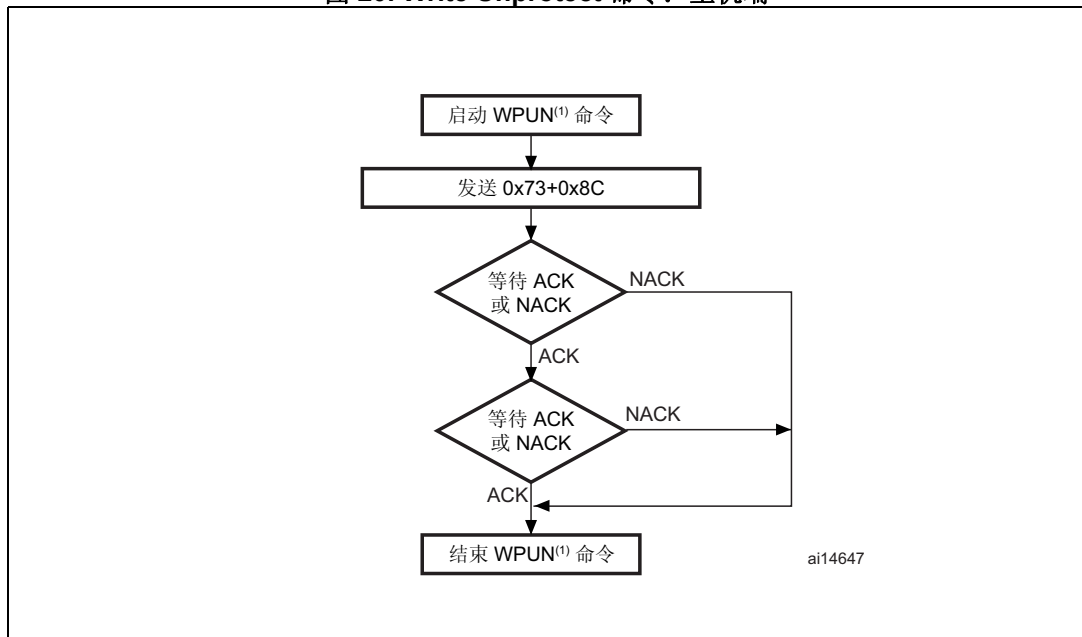 启动 WPUN(1) 命令
发送 0x73+0x8C
等待 ACK
或 NACK
NACK
ACK
等待 ACK
或 NACK
NACK
ACK
结束 WPUN(1) 命令
ai14647